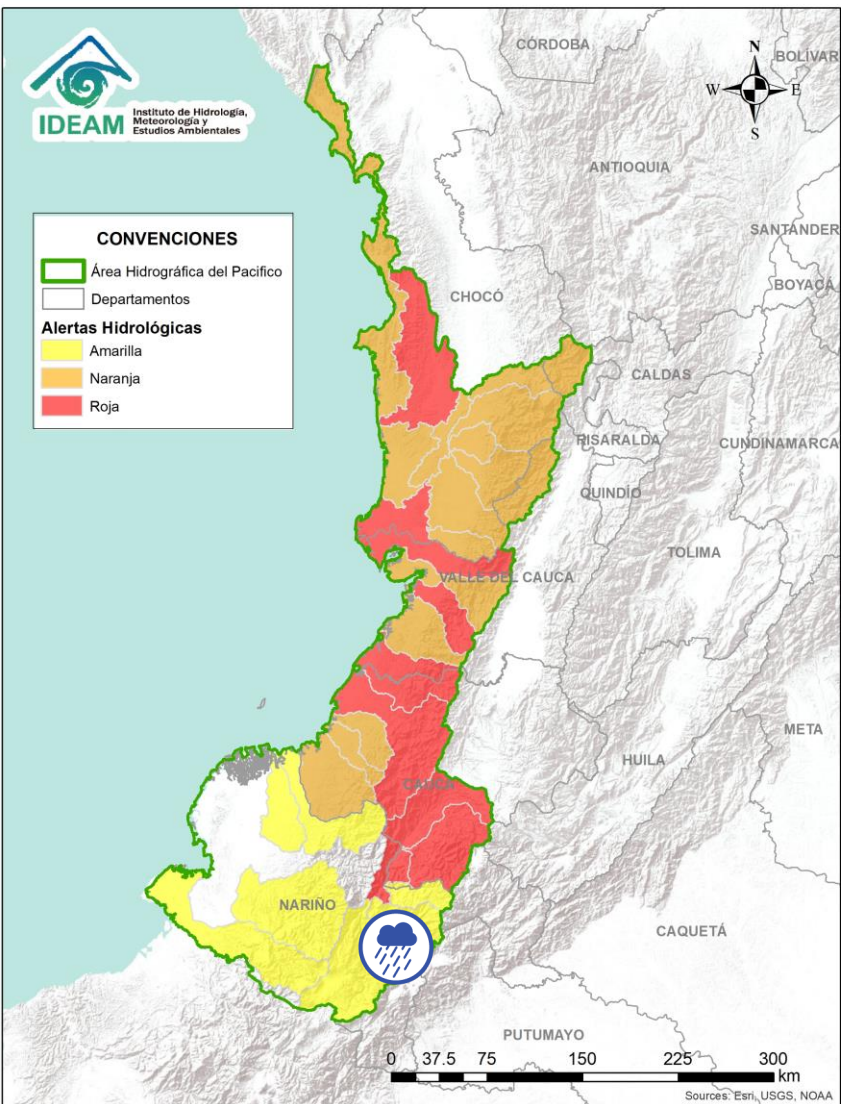 IDEAM
Instituto de Hidrología,
Meteorología y
Estudios Ambientales
N
W
E
S
CÓRDOBA
BOLÍVAR
ANTIOQUIA
SANTANDER
BOYACÁ
CHOCÓ
CALDAS
RISARALDA
CUNDINAMARCA
QUINDÍO
TOLIMA
VALLE DEL CAUCA
META
HUILA
CAUCA
NARIÑO
CAQUETÁ
PUTUMAYO
CONVENCIONES
Área Hidrográfica del Pacifico
Departamentos
Alertas Hidrológicas
Amarilla
Naranja
Roja
0 37.5 75 150 225 300
km
Sources: Esri, USGS, NOAA